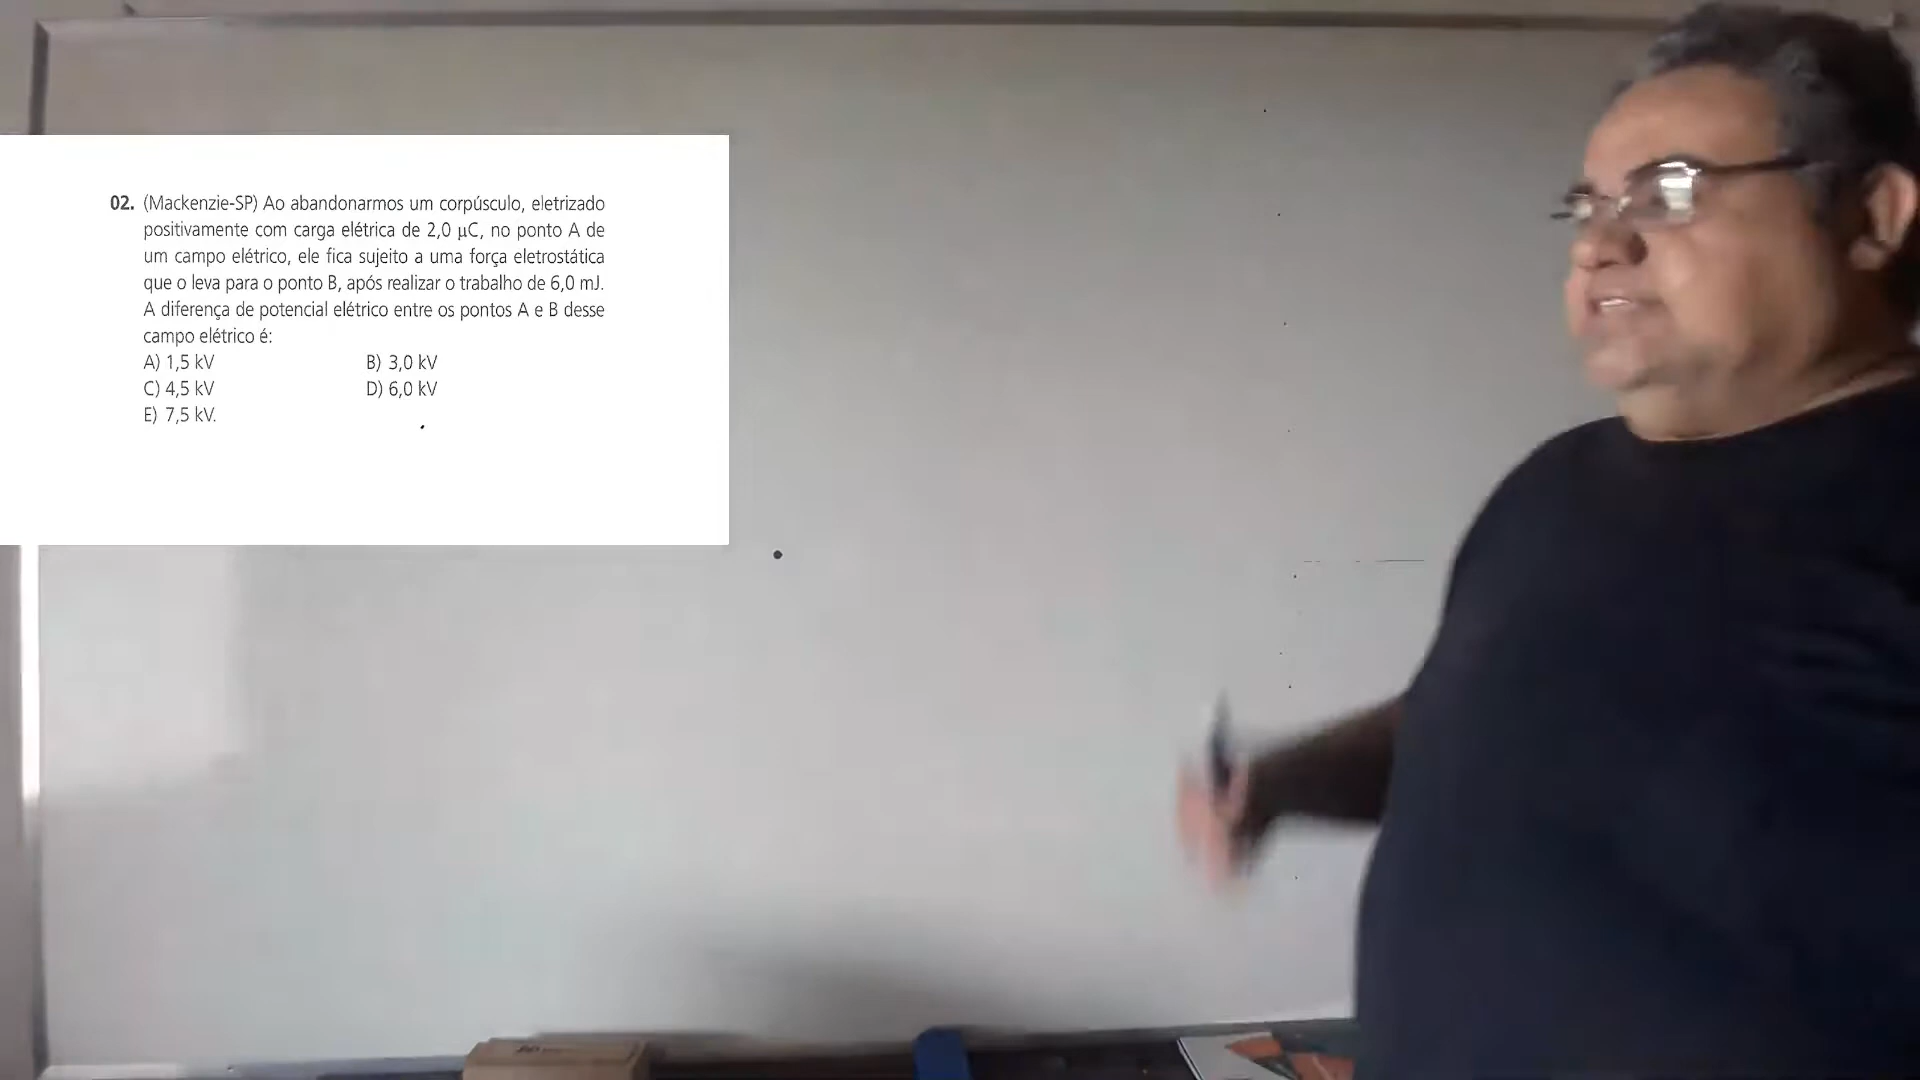 02. (Mackenzie-SP) Ao abandonarmos um corpúsculo, eletrizado
positivamente com carga elétrica de 2,0 μC, no ponto A de
um campo elétrico, ele fica sujeito a uma força eletrostática
que o leva para o ponto B, após realizar o trabalho de 6,0 mJ.
A diferença de potencial elétrico entre os pontos A e B desse
campo elétrico é:
A) 1,5 kV B) 3,0 kV
C) 4,5 kV D) 6,0 kV
E) 7,5 kV.